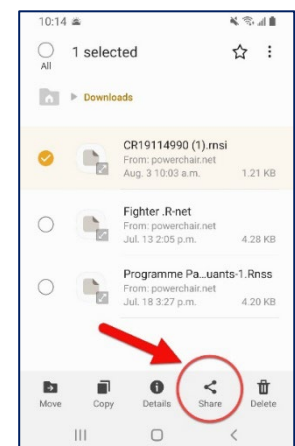 10:14
All
1 selected
Downloads
CR19114990 (1).rnsi
From: powerchair.net
Aug. 3 10:03 a.m. 1.21 KB
Fighter .R-net
From: powerchair.net
Jul. 13 2:05 p.m. 4.28 KB
Programme Pa...uants-1.Rnss
From: powerchair.net
Jul. 18 3:27 p.m. 4.20 KB
Move Copy Details Share Delete